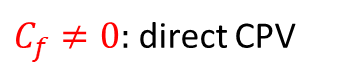 C_f ≠ 0: direct CPV